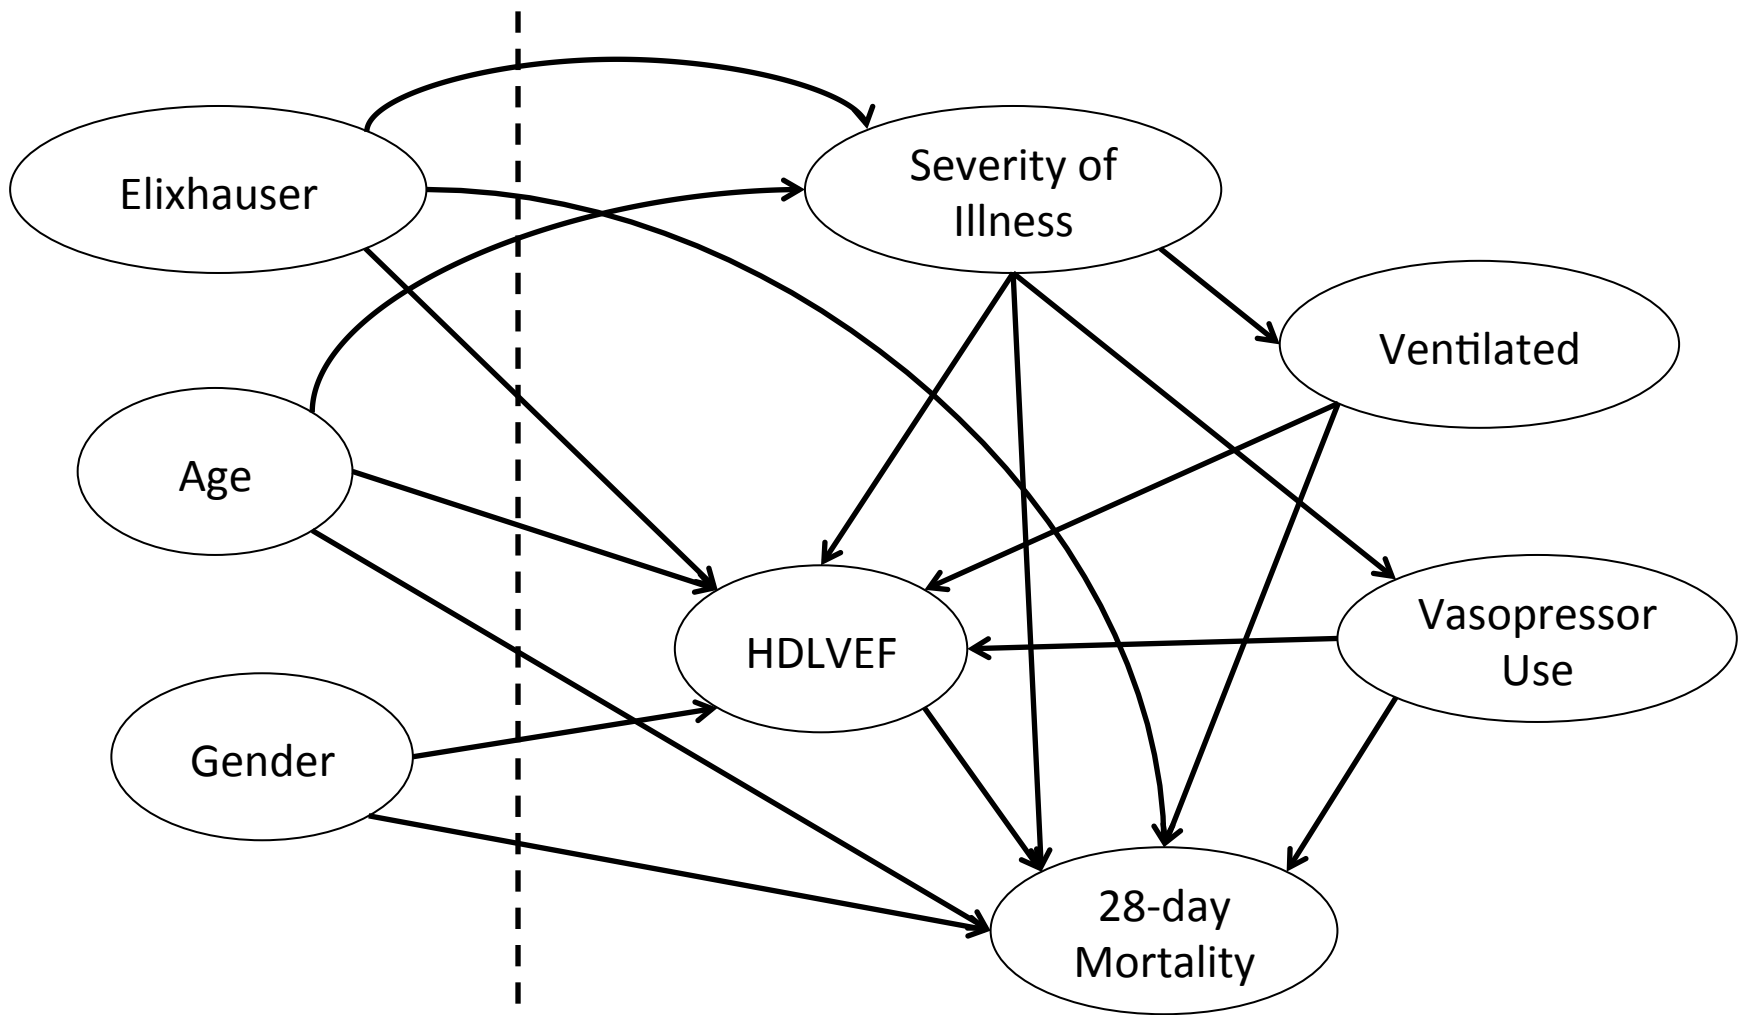 Elixhauser
Severity of
Illness
Ventilated
Age
HDLVEF
Vasopressor
Use
Gender
28-day
Mortality